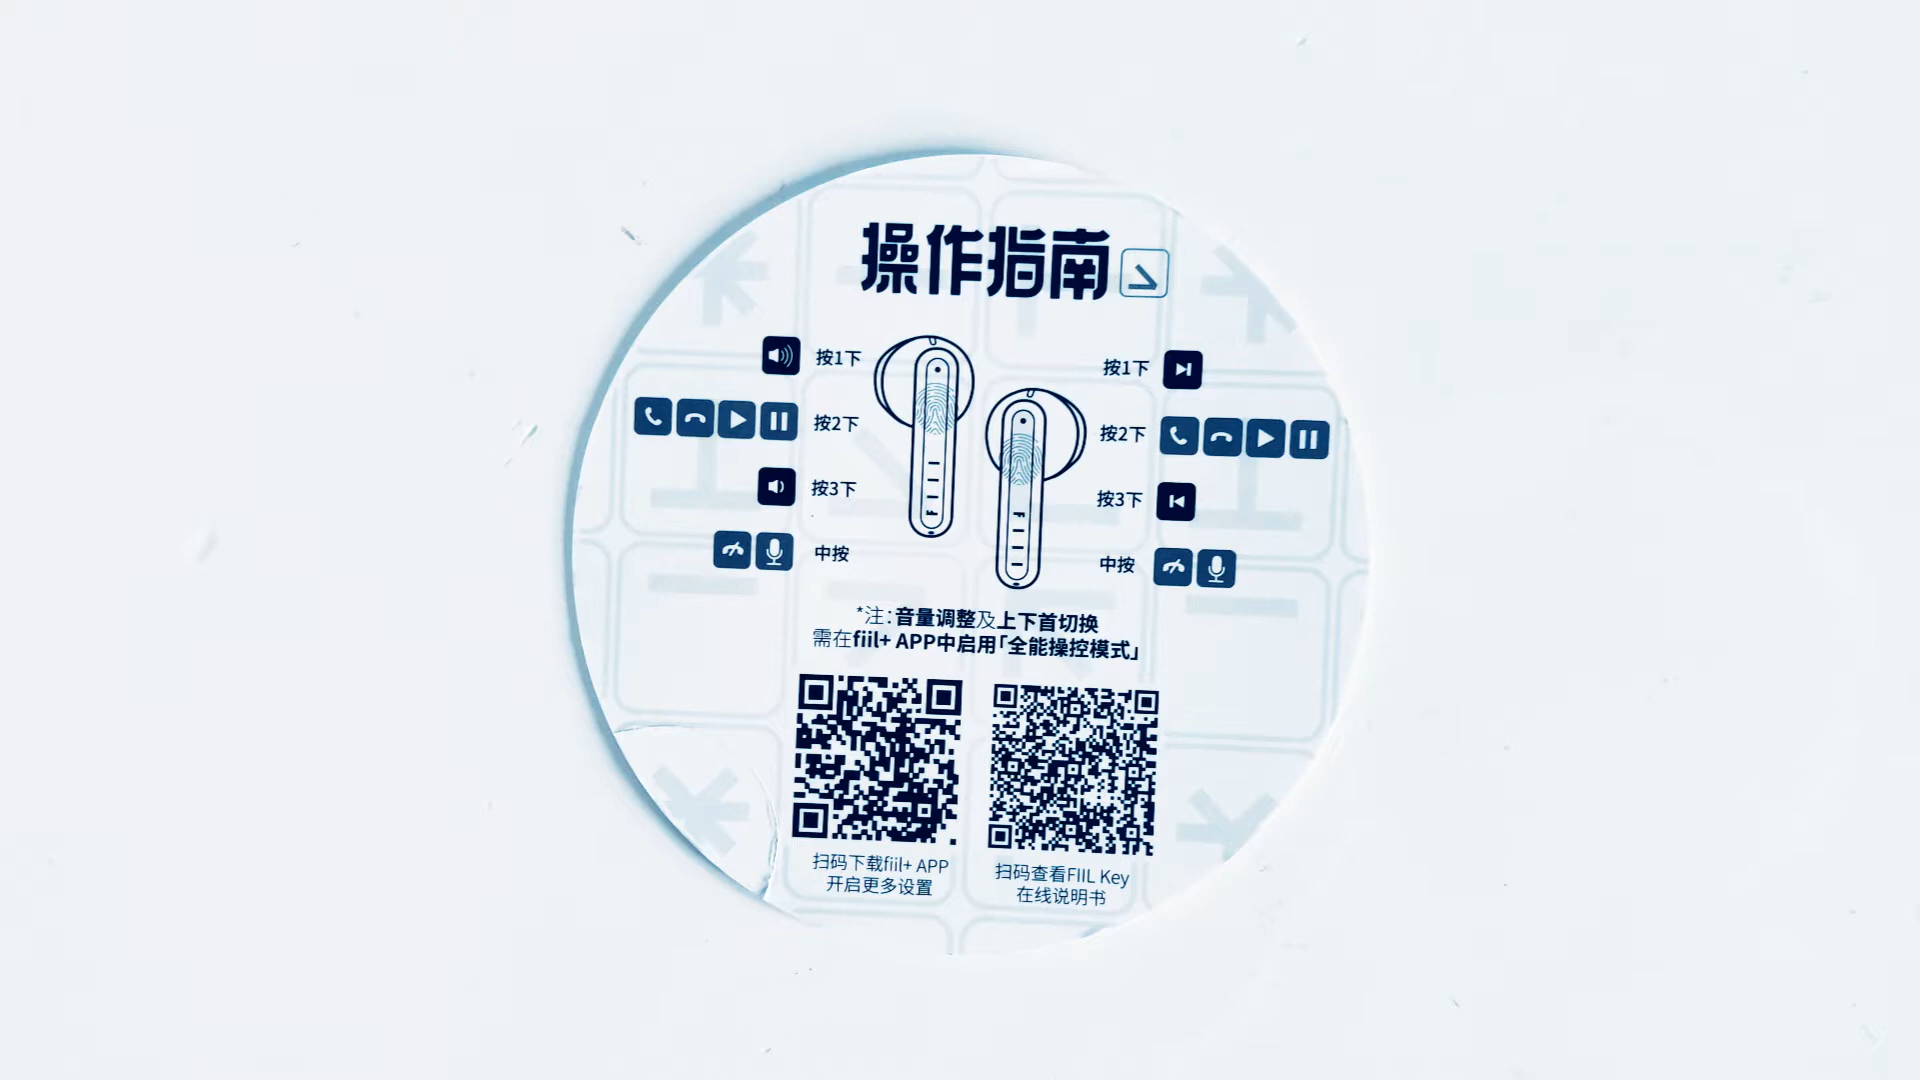 操作指南
按1下
按2下
按3下
中按
按1下
按2下
按3下
中按
*注：音量调整及上下首切换
需在fiil+ APP中启用「全能操控模式」
扫码下载fiil+ APP
开启更多设置
扫码查看FIIL Key
在线说明书